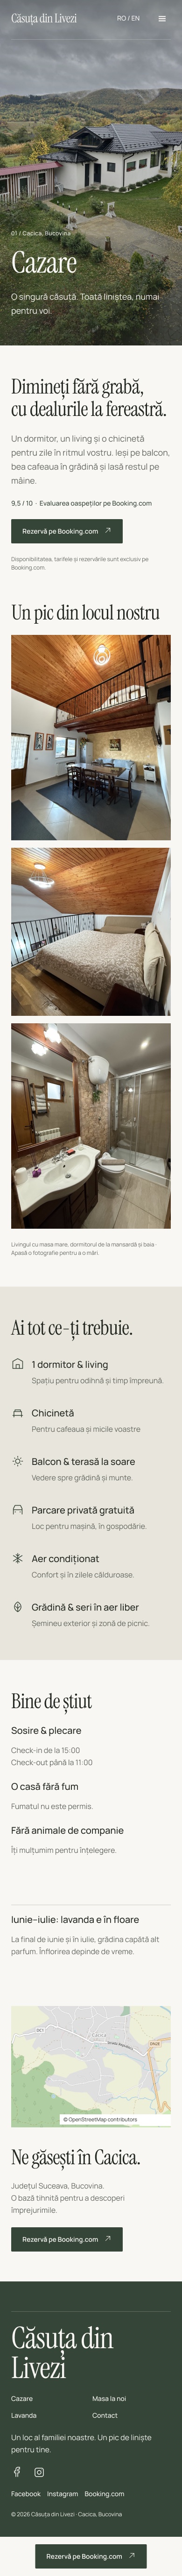 Căsuța din Livezi
RO / EN
01 / Cacica, Bucovina
Cazare
O singură căsuță. Toată liniștea, numai
pentru voi.
Dimineți fără grabă,
cu dealurile la fereastră.
Un dormitor, un living și o chicinetă
pentru zile în ritmul vostru. Ieși pe balcon,
bea cafeaua în grădină și lasă restul pe
mâine.
9,5 / 10 · Evaluarea oaspeților pe Booking.com
Rezervă pe Booking.com
Disponibilitatea, tarifele și rezervările sunt exclusiv pe
Booking.com.
Un pic din locul nostru
Livingul cu masa mare, dormitorul de la mansardă și baia ·
Apasă o fotografie pentru a o mări.
Ai tot ce-ți trebuie.
1 dormitor & living
Spațiu pentru odihnă și timp împreună.
Chicinetă
Pentru cafeaua și micile voastre
Balcon & terasă la soare
Vedere spre grădină și munte.
Parcare privată gratuită
Loc pentru mașină, în gospodărie.
Aer condiționat
Confort și în zilele călduroase.
Grădină & seri în aer liber
Șemineu exterior și zonă de picnic.
Bine de știut
Sosire & plecare
Check-in de la 15:00
Check-out până la 11:00
O casă fără fum
Fumatul nu este permis.
Fără animale de companie
Îți mulțumim pentru înțelegere.
Iunie–iulie: lavanda e în floare
La final de iunie și în iulie, grădina capătă alt
parfum. Înflorirea depinde de vreme.
Cacica
DN2E
© OpenStreetMap contributors
Ne găsești în Cacica.
Județul Suceava, Bucovina.
O bază tihnită pentru a descoperi
împrejurimile.
Rezervă pe Booking.com
Căsuța din
Livezi
Cazare
Masa la noi
Lavanda
Contact
Un loc al familiei noastre. Un pic de liniște
pentru tine.
Facebook
Instagram
Booking.com
© 2026 Căsuța din Livezi · Cacica, Bucovina
Rezervă pe Booking.com